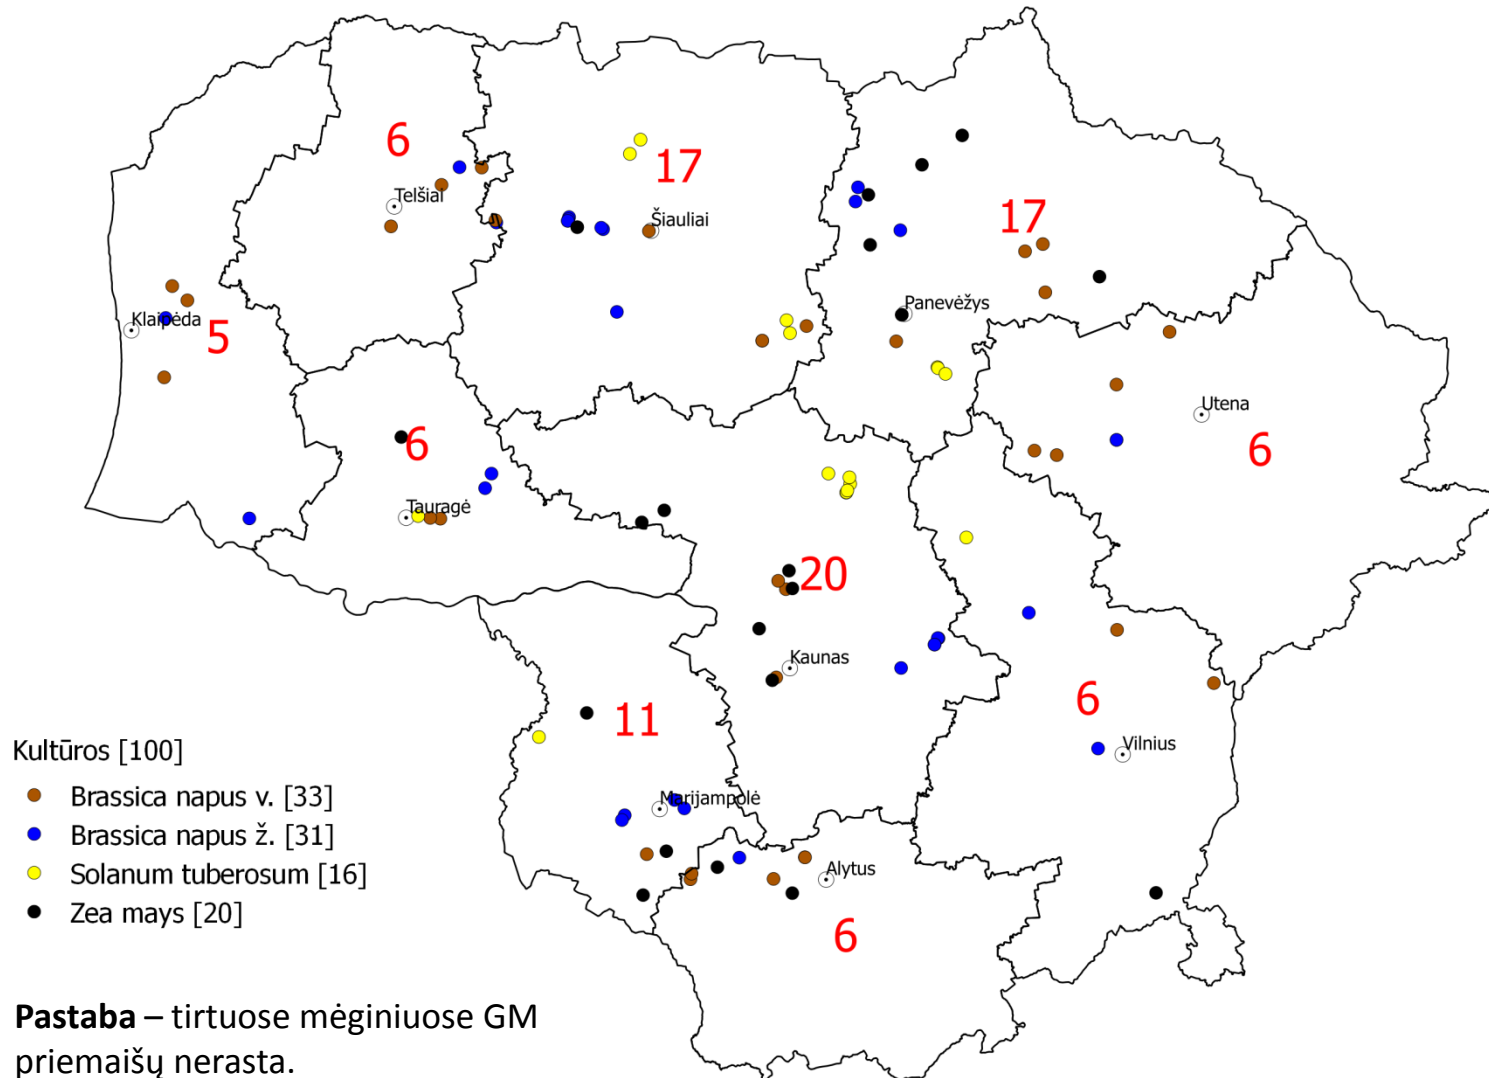 6
Telšiai
17
Šiauliai
17
Panevėžys
Klaipėda
5
Utena
6
6
Tauragė
20
Kaunas
11
6
Vilnius
Marijampolė
Alytus
6
Kultūros [100]
Brassica napus v. [33]
Brassica napus ž. [31]
Solanum tuberosum [16]
Zea mays [20]
Pastaba – tirtuose mėginiuose GM
priemaišų nerasta.